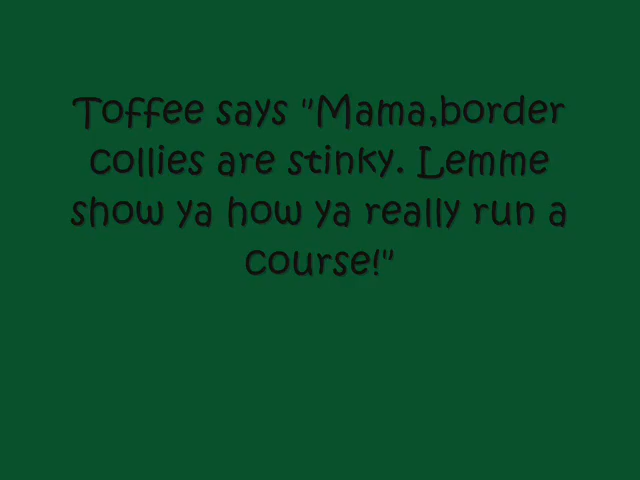 Toffee says "Mama,border
collies are stinky. Lemme
show ya how ya really run a
course!"